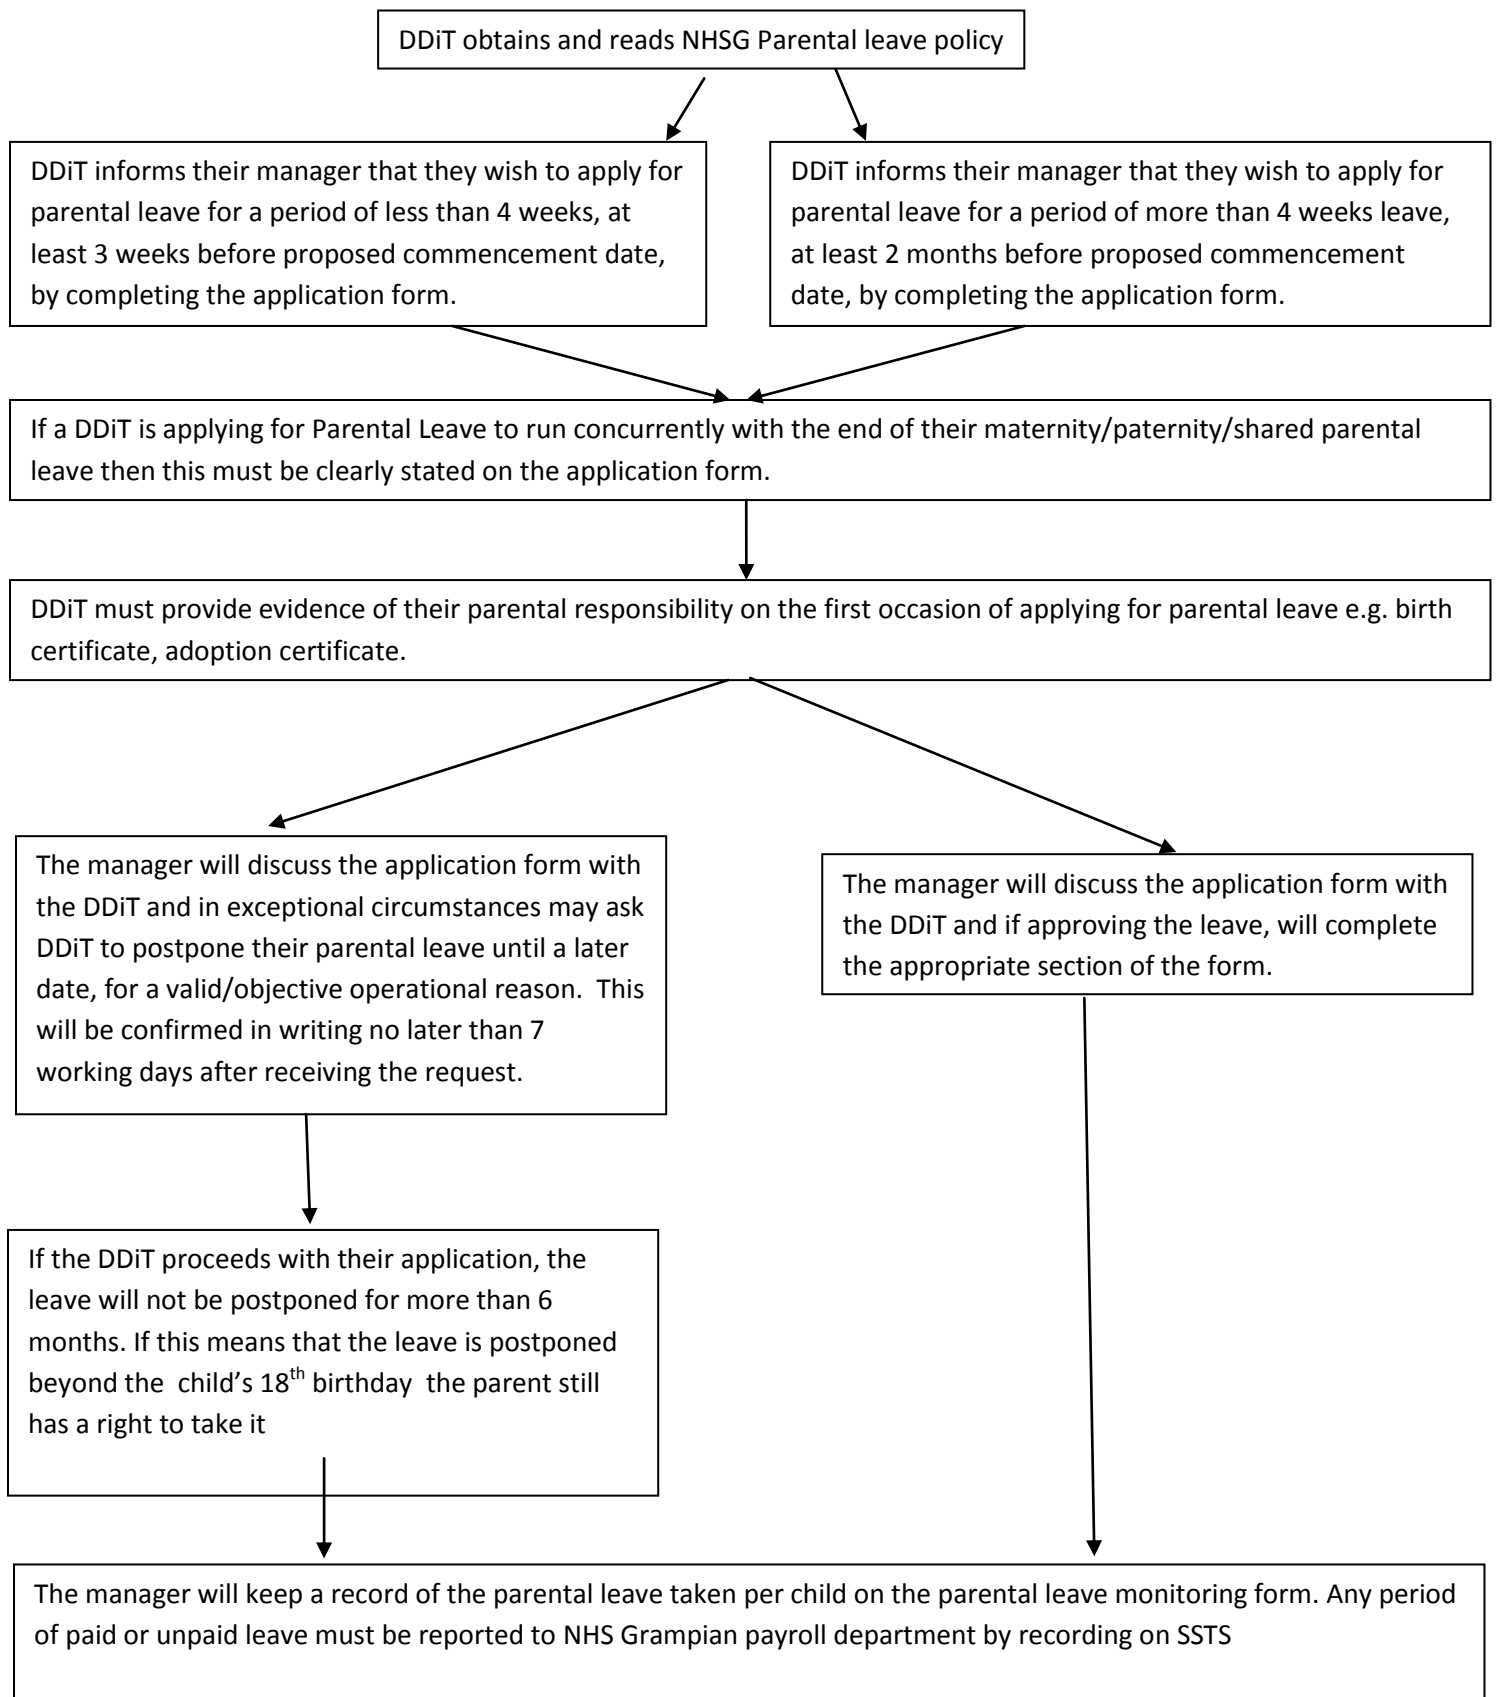 DDiT obtains and reads NHSG Parental leave policy
DDiT informs their manager that they wish to apply for
parental leave for a period of less than 4 weeks, at
least 3 weeks before proposed commencement date,
by completing the application form.
DDiT informs their manager that they wish to apply for
parental leave for a period of more than 4 weeks leave,
at least 2 months before proposed commencement
date, by completing the application form.
If a DDiT is applying for Parental Leave to run concurrently with the end of their maternity/paternity/shared parental
leave then this must be clearly stated on the application form.
DDiT must provide evidence of their parental responsibility on the first occasion of applying for parental leave e.g. birth
certificate, adoption certificate.
The manager will discuss the application form with
the DDiT and in exceptional circumstances may ask
DDiT to postpone their parental leave until a later
date, for a valid/objective operational reason.  This
will be confirmed in writing no later than 7
working days after receiving the request.
The manager will discuss the application form with
the DDiT and if approving the leave, will complete
the appropriate section of the form.
If the DDiT proceeds with their application, the
leave will not be postponed for more than 6
months. If this means that the leave is postponed
beyond the  child’s 18th birthday  the parent still
has a right to take it
The manager will keep a record of the parental leave taken per child on the parental leave monitoring form. Any period
of paid or unpaid leave must be reported to NHS Grampian payroll department by recording on SSTS